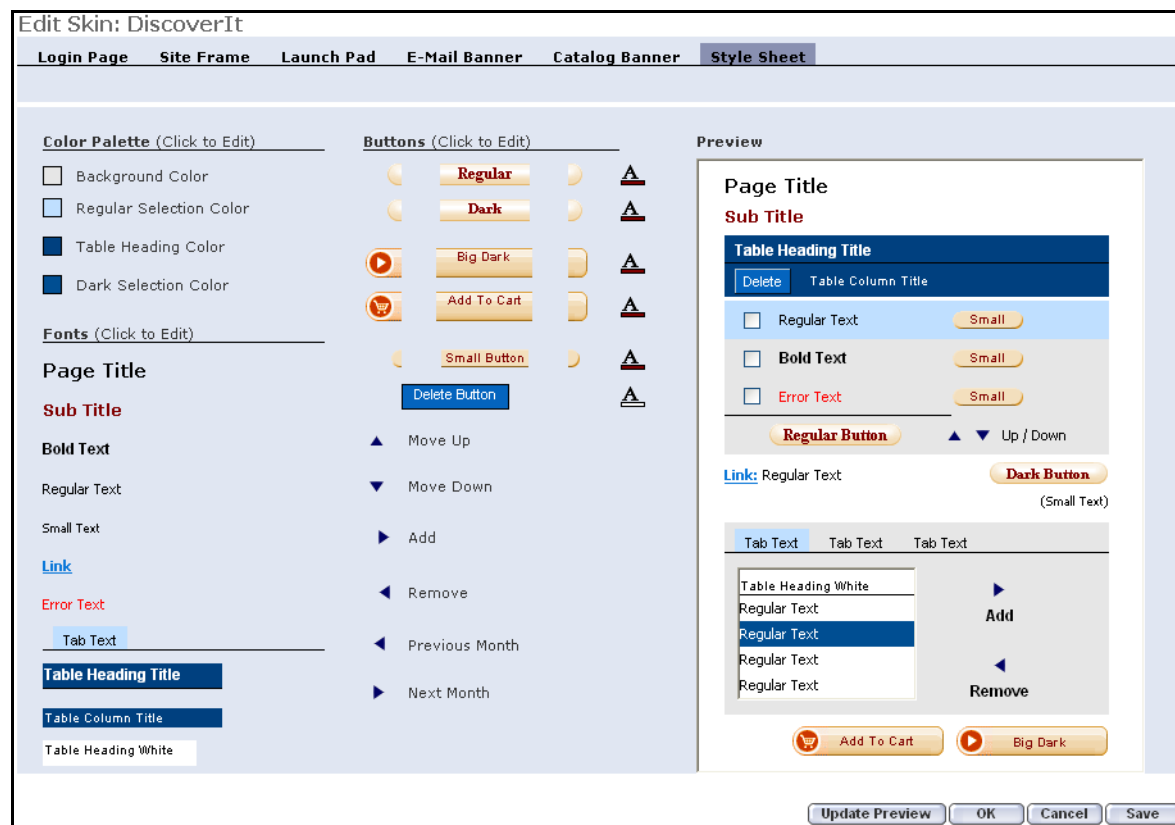 Edit Skin: DiscoverIt
Login Page Site Frame Launch Pad E-Mail Banner Catalog Banner Style Sheet
Color Palette (Click to Edit)
Background Color
Regular Selection Color
Table Heading Color
Dark Selection Color
Fonts (Click to Edit)
Page Title
Sub Title
Bold Text
Regular Text
Small Text
Link
Error Text
Tab Text
Table Heading Title
Table Column Title
Table Heading White
Buttons (Click to Edit)
Regular A
Dark A
Big Dark A
Add To Cart A
Small Button A
Delete Button A
Move Up
Move Down
Add
Remove
Previous Month
Next Month
Preview
Page Title
Sub Title
Table Heading Title
Delete Table Column Title
Regular Text Small
Bold Text Small
Error Text Small
Regular Button Up / Down
Link: Regular Text Dark Button
(Small Text)
Tab Text Tab Text Tab Text
Table Heading White
Regular Text
Regular Text
Regular Text
Regular Text
Add
Remove
Add To Cart Big Dark
Update Preview OK Cancel Save